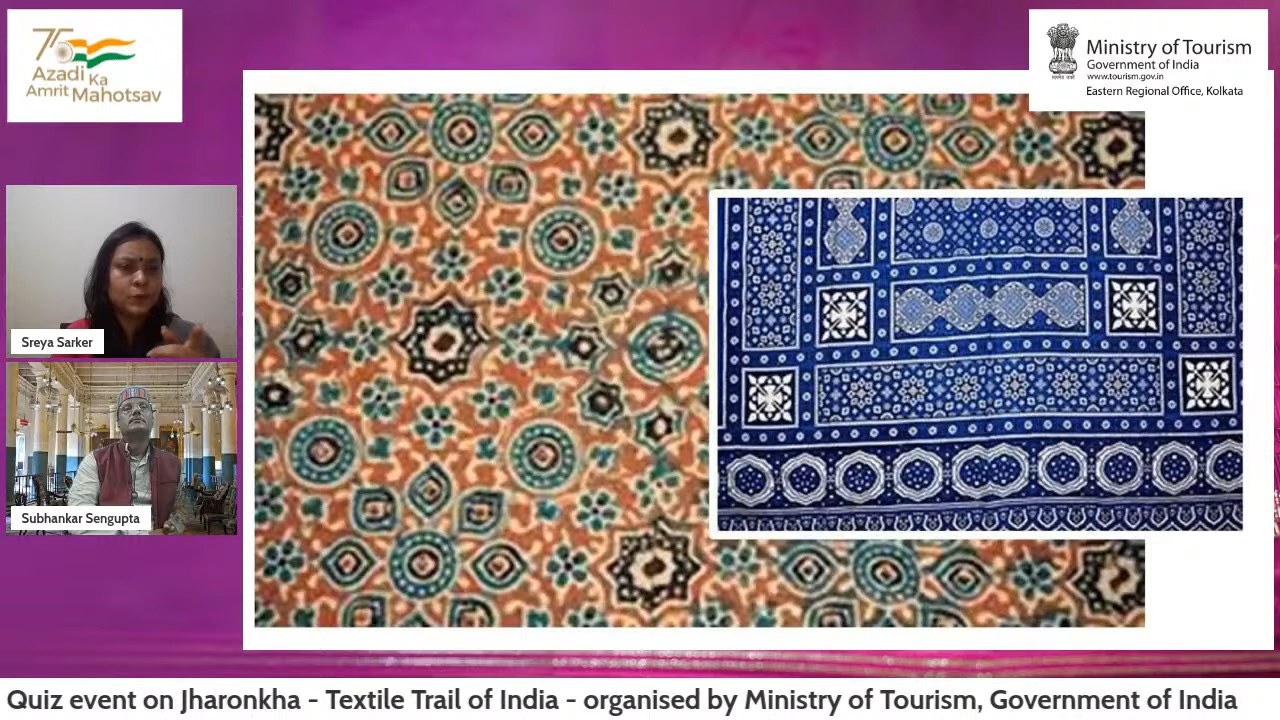 75
Azadi Ka
Amrit Mahotsav
Ministry of Tourism
Government of India
www.tourism.gov.in
Eastern Regional Office, Kolkata
Sreya Sarker
Subhankar Sengupta
Quiz event on Jharonkha - Textile Trail of India - organised by Ministry of Tourism, Government of India